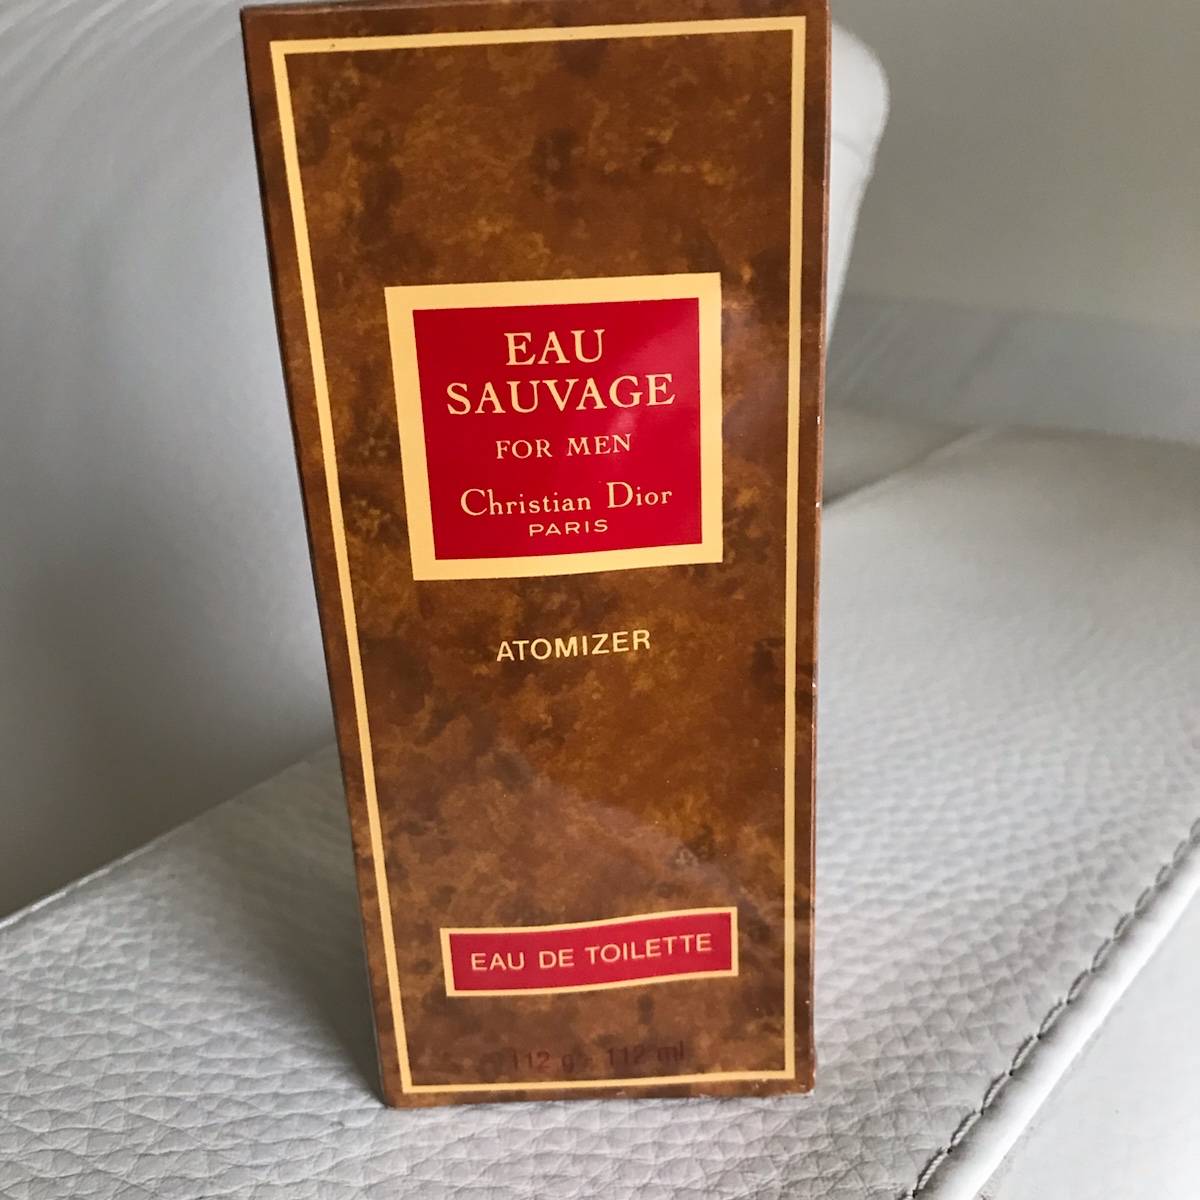 EAU
SAUVAGE
FOR MEN
Christian Dior
PARIS
ATOMIZER
EAU DE TOILETTE
112 g - 112 ml